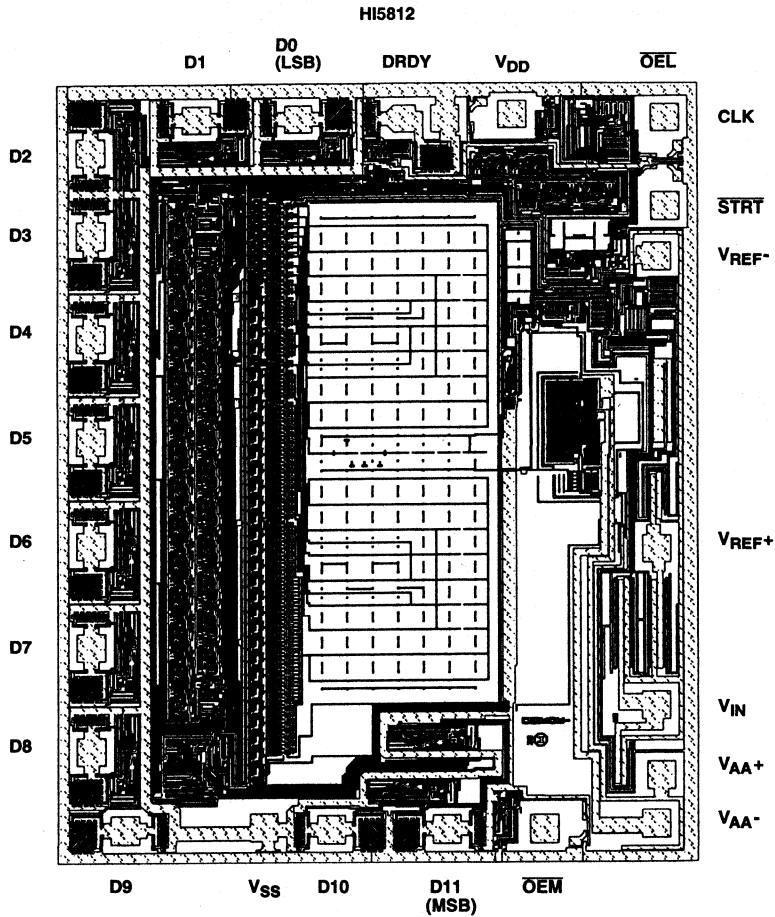 HI5812
D1
D0
(LSB)
DRDY
VDD
OEL
CLK
D2
STRT
D3
VREF-
D4
D5
D6
VREF+
D7
VIN
D8
VAA+
VAA-
D9
VSS
D10
D11
(MSB)
OEM